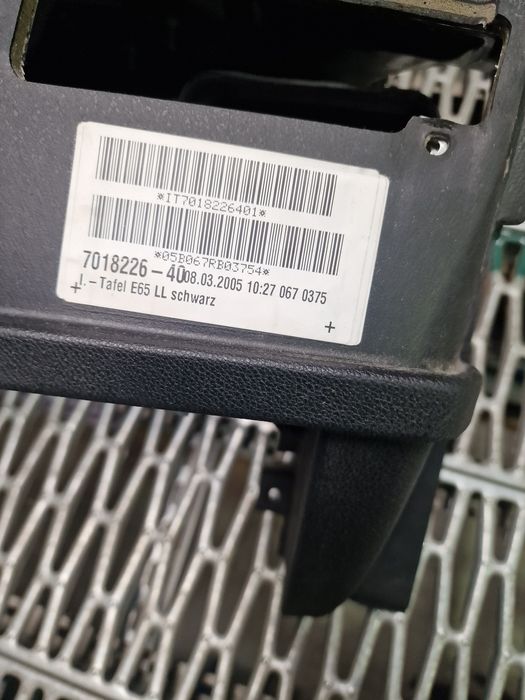 *IT7018226401*
*05B067RB03754*
7018226-40 08.03.2005 10:27 067 0375
I.-Tafel E65 LL schwarz